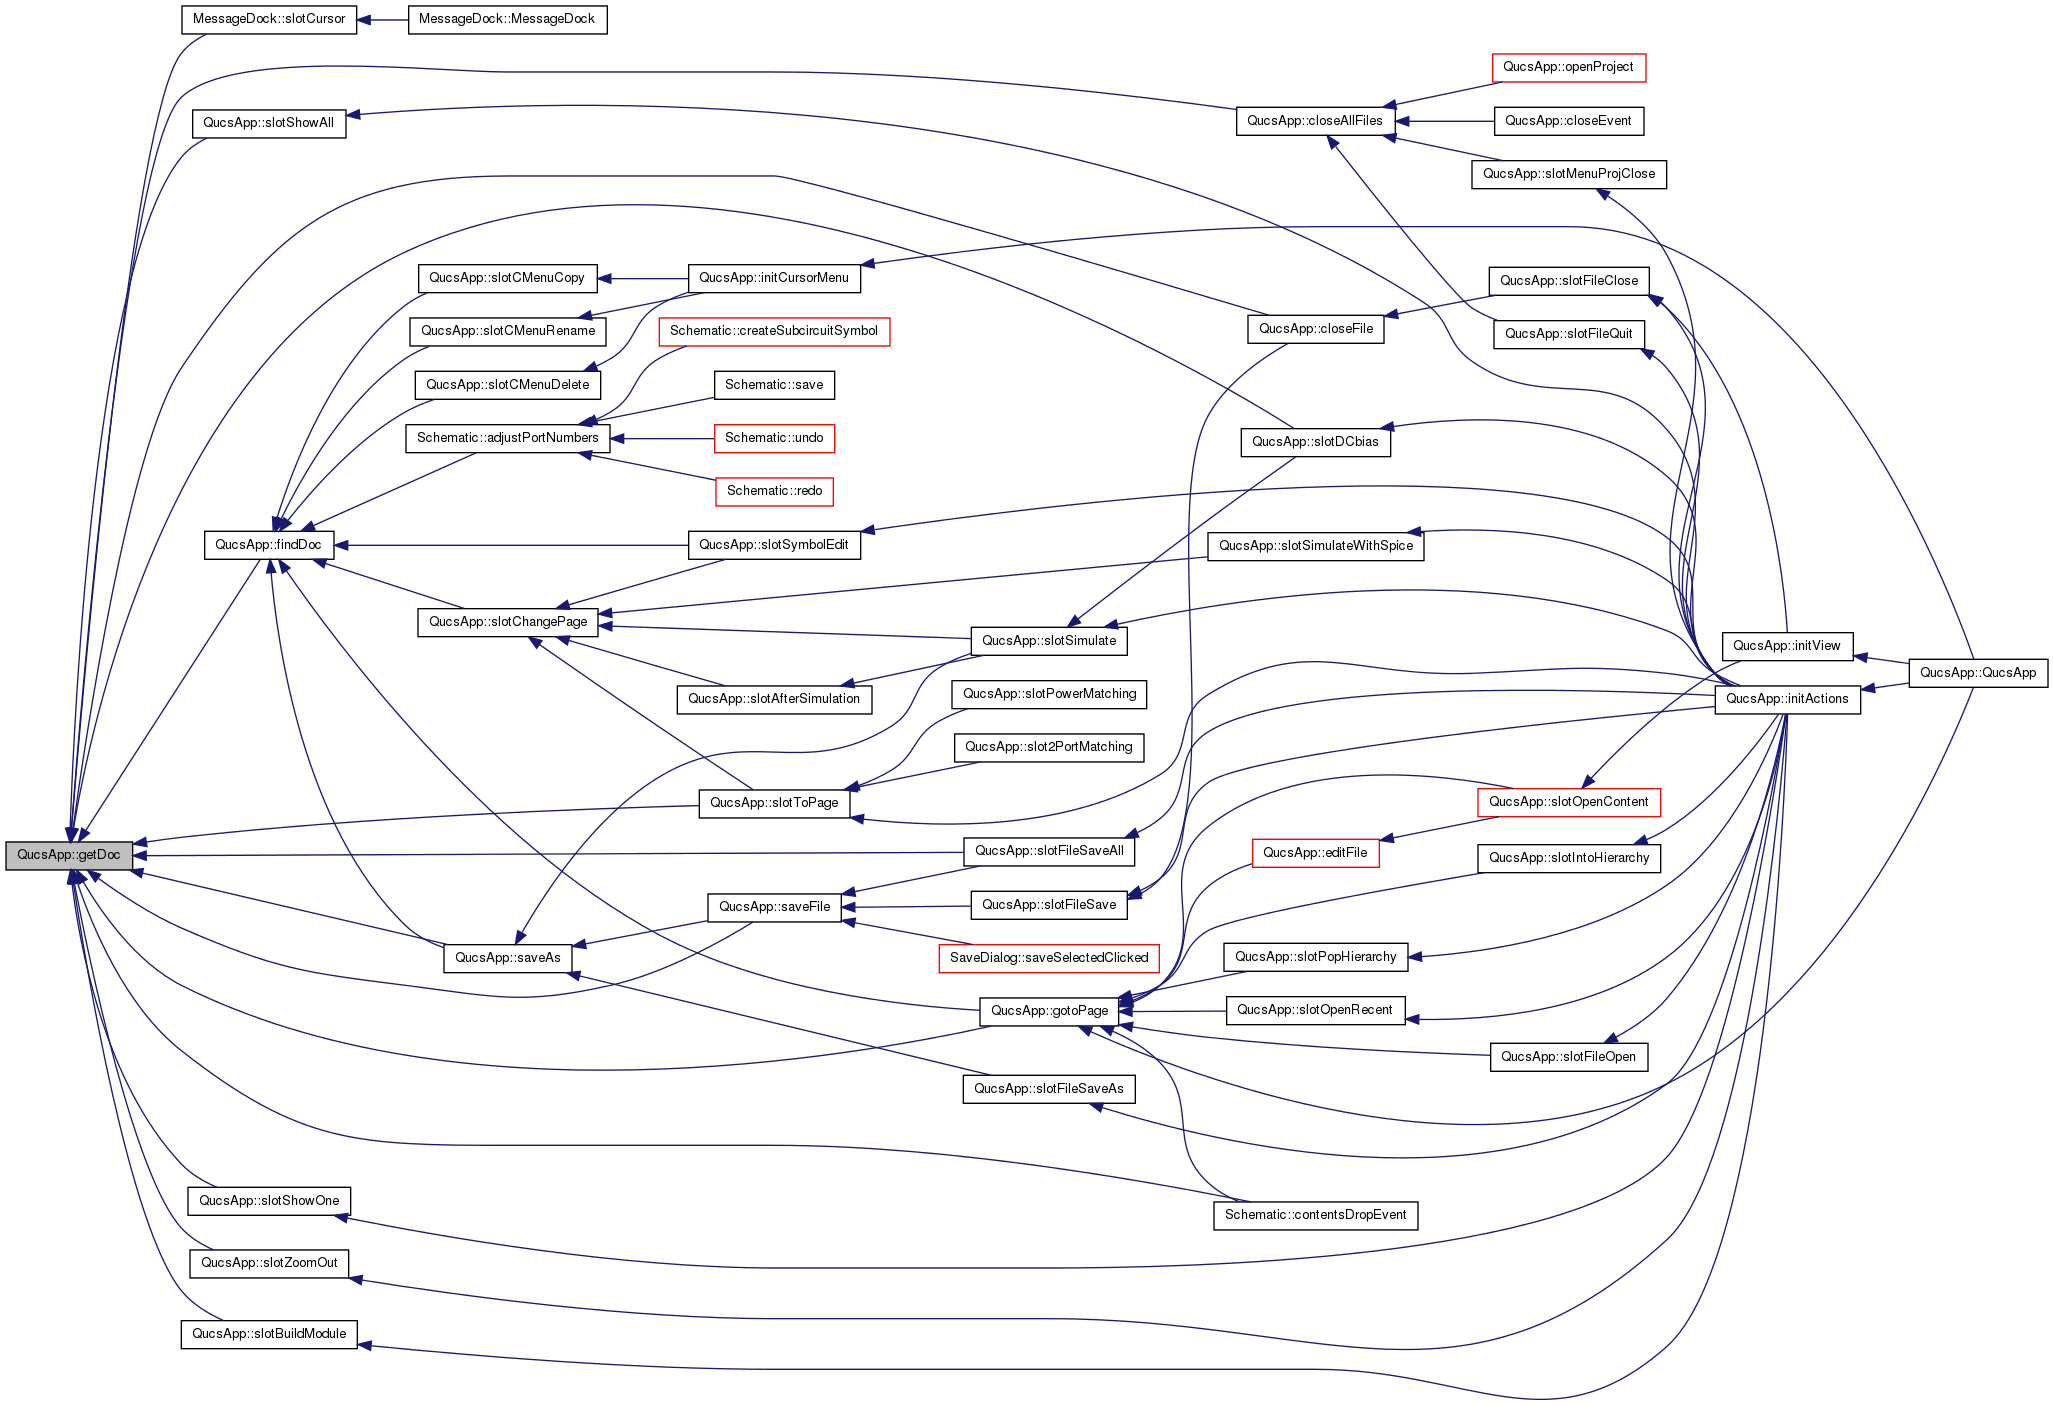 MessageDock::slotCursor
MessageDock::MessageDock
QucsApp::openProject
QucsApp::slotShowAll
QucsApp::closeAllFiles
QucsApp::closeEvent
QucsApp::slotMenuProjClose
QucsApp::slotCMenuCopy
QucsApp::initCursorMenu
QucsApp::slotFileClose
QucsApp::slotCMenuRename
Schematic::createSubcircuitSymbol
QucsApp::closeFile
QucsApp::slotFileQuit
QucsApp::slotCMenuDelete
Schematic::save
Schematic::adjustPortNumbers
Schematic::undo
QucsApp::slotDCbias
Schematic::redo
QucsApp::findDoc
QucsApp::slotSymbolEdit
QucsApp::slotSimulateWithSpice
QucsApp::slotChangePage
QucsApp::slotSimulate
QucsApp::initView
QucsApp::QucsApp
QucsApp::slotAfterSimulation
QucsApp::slotPowerMatching
QucsApp::initActions
QucsApp::slot2PortMatching
QucsApp::slotToPage
QucsApp::slotOpenContent
QucsApp::getDoc
QucsApp::slotFileSaveAll
QucsApp::editFile
QucsApp::slotIntoHierarchy
QucsApp::saveFile
QucsApp::slotFileSave
QucsApp::saveAs
SaveDialog::saveSelectedClicked
QucsApp::slotPopHierarchy
QucsApp::gotoPage
QucsApp::slotOpenRecent
QucsApp::slotFileOpen
QucsApp::slotFileSaveAs
QucsApp::slotShowOne
Schematic::contentsDropEvent
QucsApp::slotZoomOut
QucsApp::slotBuildModule